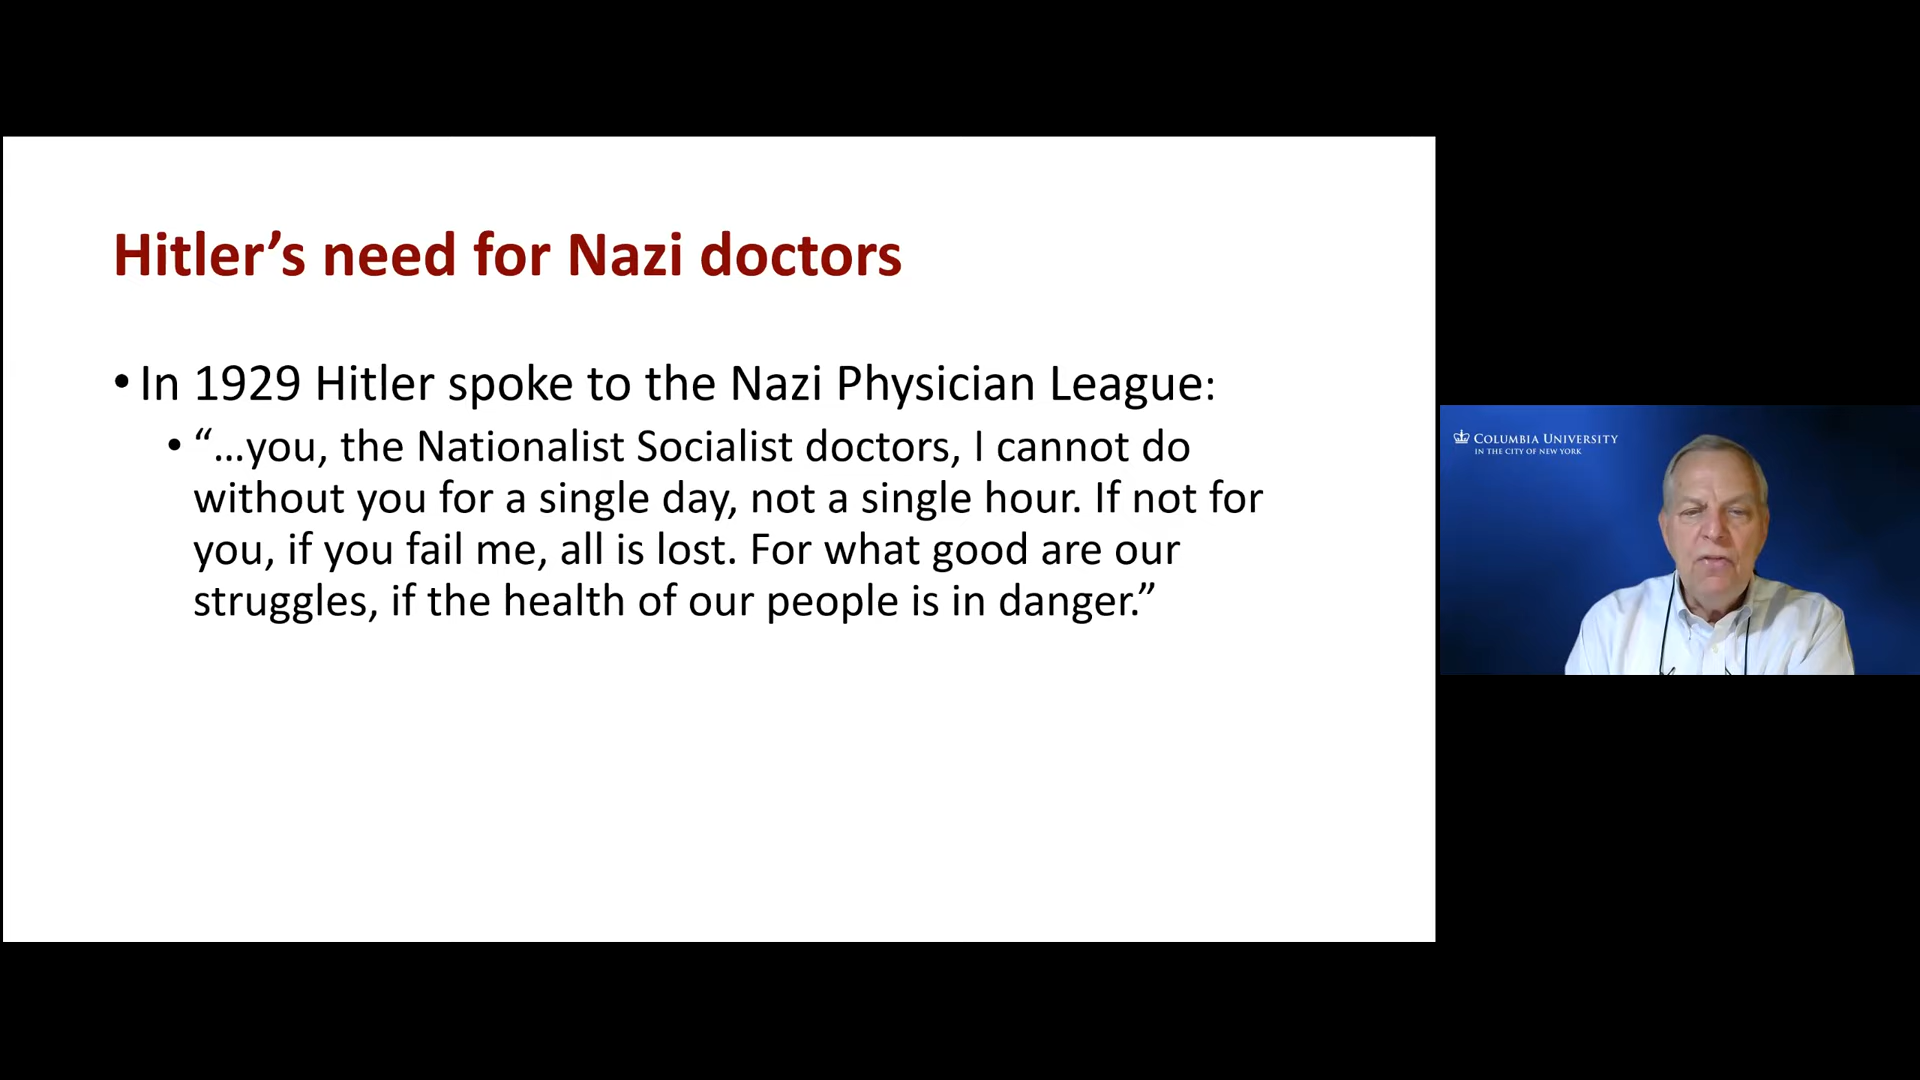 Hitler’s need for Nazi doctors
• In 1929 Hitler spoke to the Nazi Physician League:
• “…you, the Nationalist Socialist doctors, I cannot do
without you for a single day, not a single hour. If not for
you, if you fail me, all is lost. For what good are our
struggles, if the health of our people is in danger.”
COLUMBIA UNIVERSITY
IN THE CITY OF NEW YORK